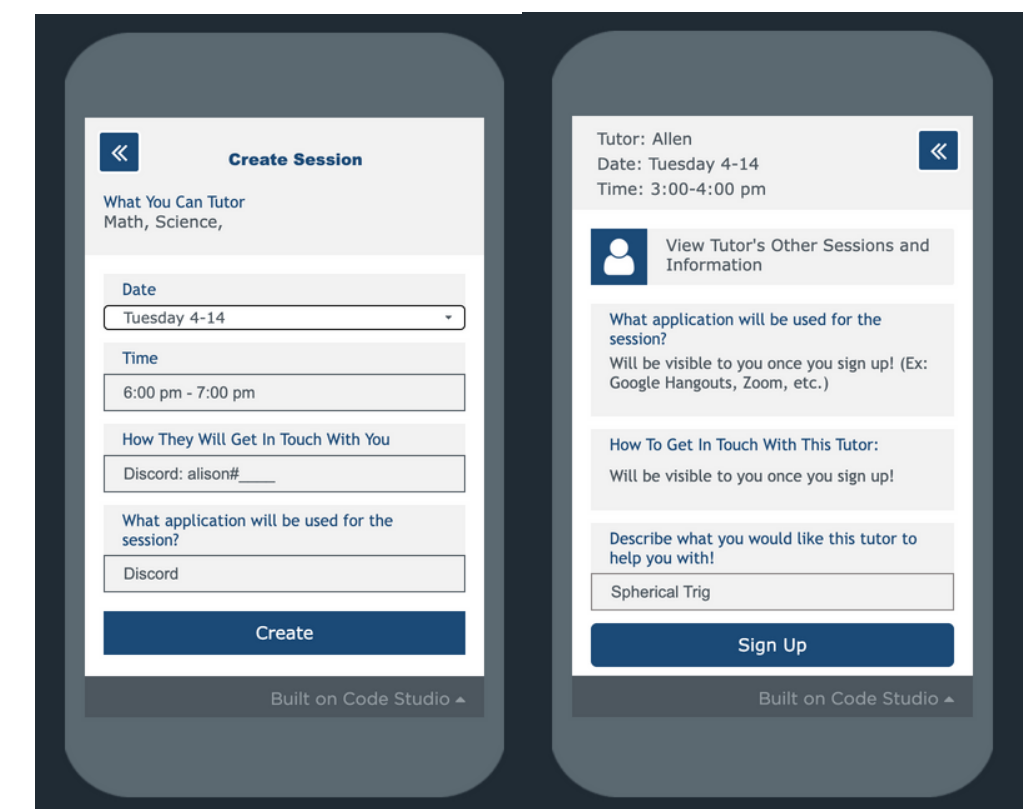 Create Session
What You Can Tutor
Math, Science,
Date
Tuesday 4-14
Time
6:00 pm - 7:00 pm
How They Will Get In Touch With You
Discord: alison#____
What application will be used for the
session?
Discord
Create
Built on Code Studio
Tutor: Allen
Date: Tuesday 4-14
Time: 3:00-4:00 pm
View Tutor's Other Sessions and
Information
What application will be used for the
session?
Will be visible to you once you sign up! (Ex:
Google Hangouts, Zoom, etc.)
How To Get In Touch With This Tutor:
Will be visible to you once you sign up!
Describe what you would like this tutor to
help you with!
Spherical Trig
Sign Up
Built on Code Studio